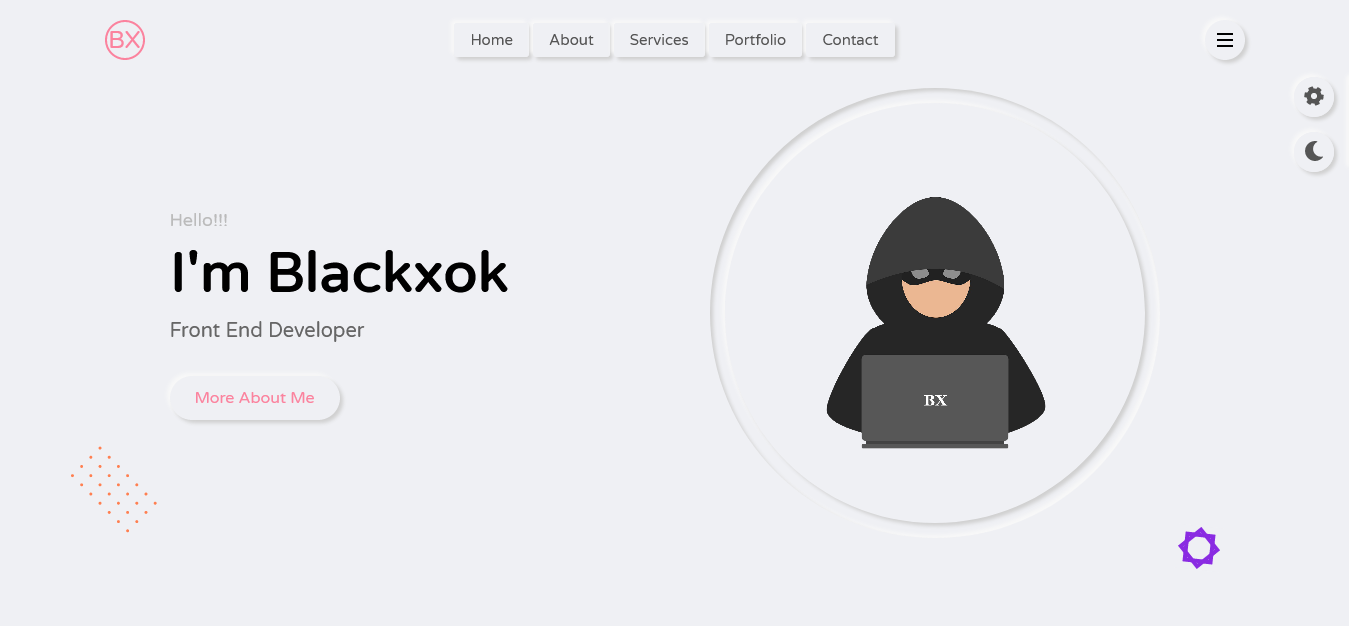 BX
Home
About
Services
Portfolio
Contact
Hello!!!
I'm Blackxok
Front End Developer
More About Me
BX